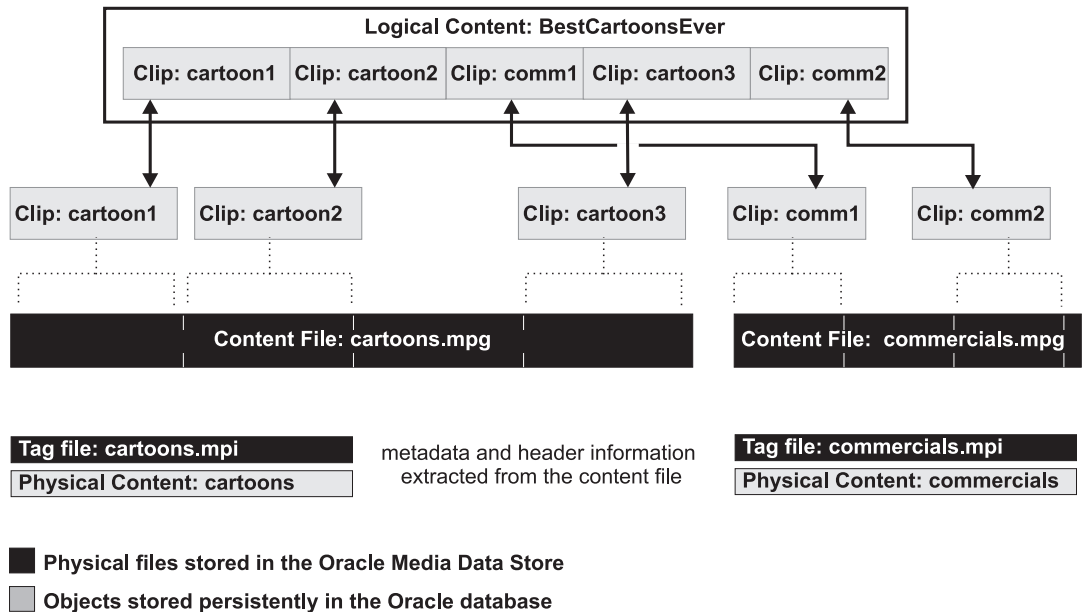 Logical Content: BestCartoonsEver
Clip: cartoon1 Clip: cartoon2 Clip: comm1 Clip: cartoon3 Clip: comm2
Clip: cartoon1 Clip: cartoon2 Clip: cartoon3 Clip: comm1 Clip: comm2
Content File: cartoons.mpg Content File: commercials.mpg
Tag file: cartoons.mpi
Physical Content: cartoons
metadata and header information
extracted from the content file
Tag file: commercials.mpi
Physical Content: commercials
Physical files stored in the Oracle Media Data Store
Objects stored persistently in the Oracle database